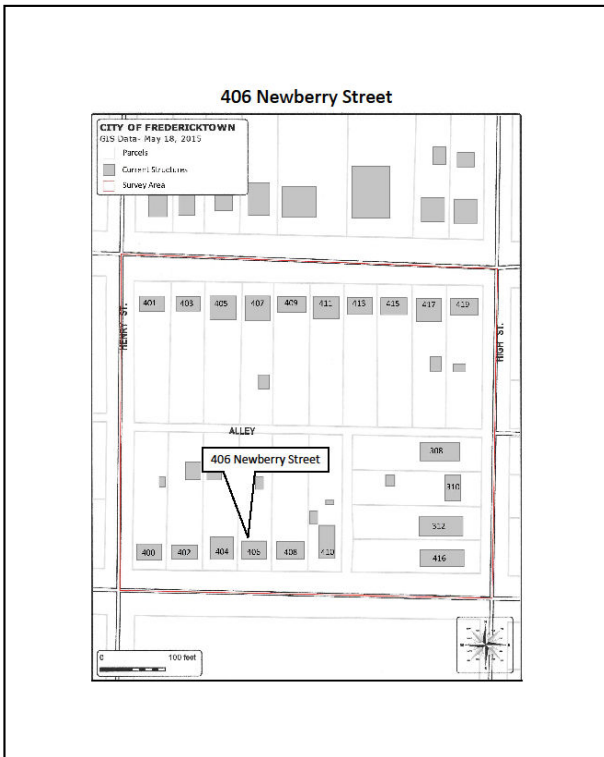 406 Newberry Street
CITY OF FREDERICKTOWN
GIS Data- May 18, 2015
Parcels
Current Structures
Survey Area
HENRY ST.
HIGH ST.
401 403 405 407 409 411 413 415 417 419
ALLEY
406 Newberry Street
308
310
312
400 402 404 406 408 410 416
0 100 feet